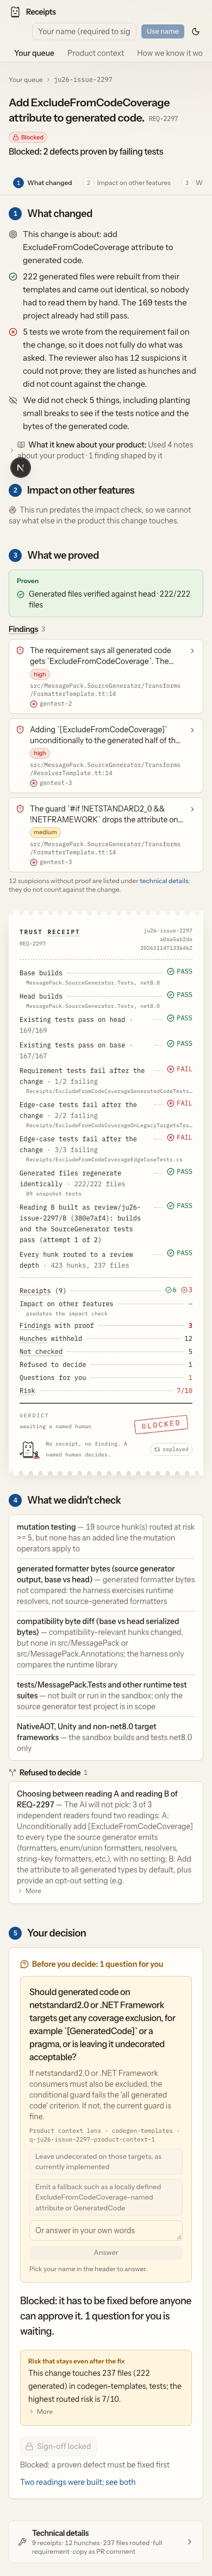 Receipts
Your name (required to sig
Use name
Your queue
Product context
How we know it wo
Your queue > ju26-issue-2297
Add ExcludeFromCodeCoverage
attribute to generated code. REQ-2297
Blocked
Blocked: 2 defects proven by failing tests
1 What changed
2 Impact on other features
3 W
1 What changed
This change is about: add
ExcludeFromCodeCoverage attribute to
generated code.
222 generated files were rebuilt from their
templates and came out identical, so nobody
had to read them by hand. The 169 tests the
project already had still pass.
5 tests we wrote from the requirement fail on
the change, so it does not fully do what was
asked. The reviewer also has 12 suspicions it
could not prove; they are listed as hunches and
did not count against the change.
We did not check 5 things, including planting
small breaks to see if the tests notice and the
bytes of the generated code.
What it knew about your product: Used 4 notes
about your product · 1 finding shaped by it
N
2 Impact on other features
This run predates the impact check, so we cannot
say what else in the product this change touches.
3 What we proved
Proven
Generated files verified against head · 222/222
files
Findings 3
The requirement says all generated code
gets `ExcludeFromCodeCoverage`. The...
high
src/MessagePack.SourceGenerator/Transforms
/FormatterTemplate.tt:14
gentest-2
Adding `[ExcludeFromCodeCoverage]`
unconditionally to the generated half of th...
high
src/MessagePack.SourceGenerator/Transforms
/ResolverTemplate.tt:14
gentest-3
The guard `#if !NETSTANDARD2_0 &&
!NETFRAMEWORK` drops the attribute on...
medium
src/MessagePack.SourceGenerator/Transforms
/FormatterTemplate.tt:14
gentest-3
12 suspicions without proof are listed under technical details;
they do not count against the change.
TRUST RECEIPT
REQ-2297
ju26-issue-2297
a0aa5ab2de
Base builds PASS
MessagePack.SourceGenerator.Tests, net8.0
Head builds PASS
MessagePack.SourceGenerator.Tests, net8.0
Existing tests pass on head · PASS
169/169
Existing tests pass on base · PASS
167/167
Requirement tests fail after the FAIL
change · 1/2 failing
Receipts/ExcludeFromCodeCoverageGeneratedCodeTests…
Edge-case tests fail after the FAIL
change · 2/2 failing
Receipts/ExcludeFromCodeCoverageOnLegacyTargetsTes…
Edge-case tests fail after the FAIL
change · 3/3 failing
Receipts/ExcludeFromCodeCoverageEdgeCaseTests.cs
Generated files regenerate PASS
identically · 222/222 files
89 snapshot tests
Reading B built as review/ju26- PASS
issue-2297/B (380e7af4): builds
and the SourceGenerator tests
pass (attempt 1 of 2)
Every hunk routed to a review PASS
depth · 423 hunks, 237 files
Receipts (9) 6 3
Impact on other features –
predates the impact check
Findings with proof 3
Hunches withheld 12
Not checked 5
Refused to decide 1
Questions for you 1
Risk 7/10
VERDICT
awaiting a named human
BLOCKED
No receipt, no finding. A
named human decides.
replayed
4 What we didn't check
mutation testing — 19 source hunk(s) routed at risk
>= 5, but none has an added line the mutation
operators apply to
generated formatter bytes (source generator
output, base vs head) — generated formatter bytes
not compared: the harness exercises runtime
resolvers, not source-generated formatters
compatibility byte diff (base vs head serialized
bytes) — compatibility-relevant hunks changed,
but none in src/MessagePack or
src/MessagePack.Annotations; the harness only
compares the runtime library
tests/MessagePack.Tests and other runtime test
suites — not built or run in the sandbox; only the
source generator test project is in scope
NativeAOT, Unity and non-net8.0 target
frameworks — the sandbox builds and tests net8.0
only
Refused to decide 1
Choosing between reading A and reading B of
REQ-2297 — The AI will not pick: 3 of 3
independent readers found two readings: A:
Unconditionally add [ExcludeFromCodeCoverage]
to every type the source generator emits
(formatters, enum/union formatters, resolvers,
string-key formatters, etc.), with no setting; B: Add
the attribute to all generated types by default, plus
provide an opt-out setting (e.g.
More
5 Your decision
Before you decide: 1 question for you
Should generated code on
netstandard2.0 or .NET Framework
targets get any coverage exclusion, for
example `[GeneratedCode]` or a
pragma, or is leaving it undecorated
acceptable?
If netstandard2.0 or .NET Framework
consumers must also be excluded, the
conditional guard fails the 'all generated
code' criterion. If not, the current guard is
fine.
Product context lens · codegen-templates ·
q-ju26-issue-2297-product-context-1
Leave undecorated on those targets, as
currently implemented
Emit a fallback such as a locally defined
ExcludeFromCodeCoverage-named
attribute or GeneratedCode
Or answer in your own words
Answer
Pick your name in the header to answer.
Blocked: it has to be fixed before anyone
can approve it. 1 question for you is
waiting.
Risk that stays even after the fix
This change touches 237 files (222
generated) in codegen-templates, tests; the
highest routed risk is 7/10.
More
Sign-off locked
Blocked: a proven defect must be fixed first
Two readings were built; see both
Technical details
9 receipts · 12 hunches · 237 files routed · full
requirement · copy as PR comment